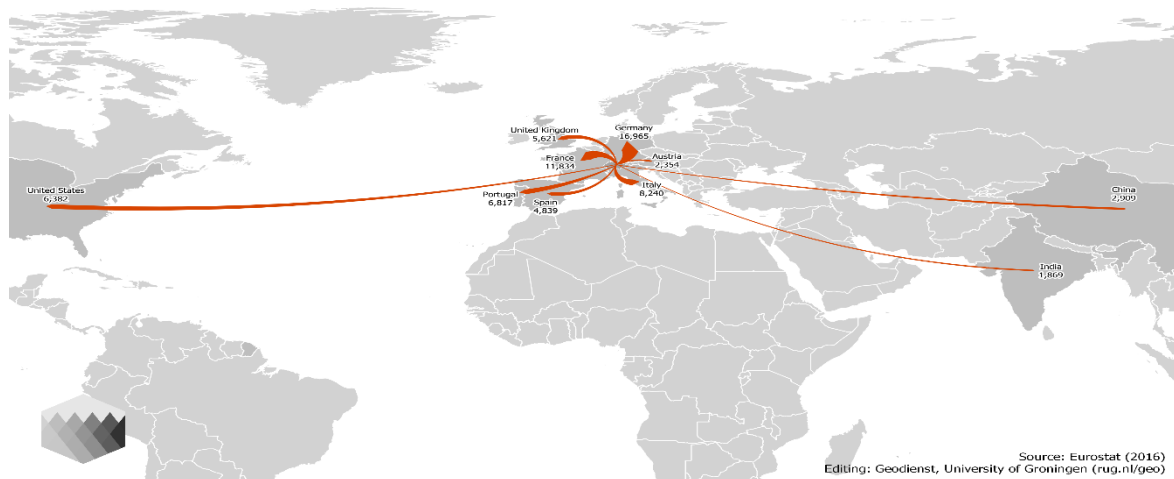 United Kingdom
5,621
Germany
16,965
France
11,834
Austria
2,354
Italy
8,240
United States
6,382
Portugal
6,817
Spain
4,839
China
2,909
India
1,869
Source: Eurostat (2016)
Editing: Geodienst, University of Groningen (rug.nl/geo)